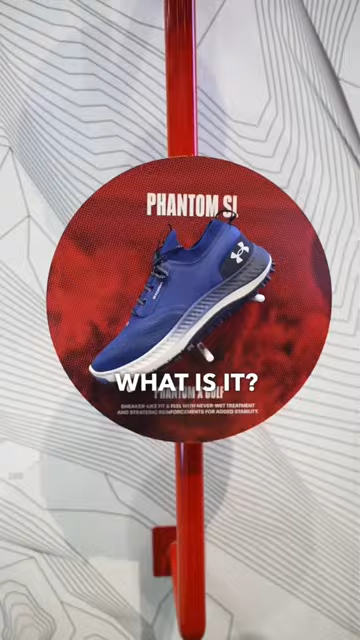 PHANTOM SL
WHAT IS IT?
PHANTOM X GOLF
SNEAKER-LIKE FIT & FEEL WITH NEVER-WET TREATMENT
AND STRATEGIC REINFORCEMENTS FOR ADDED STABILITY.